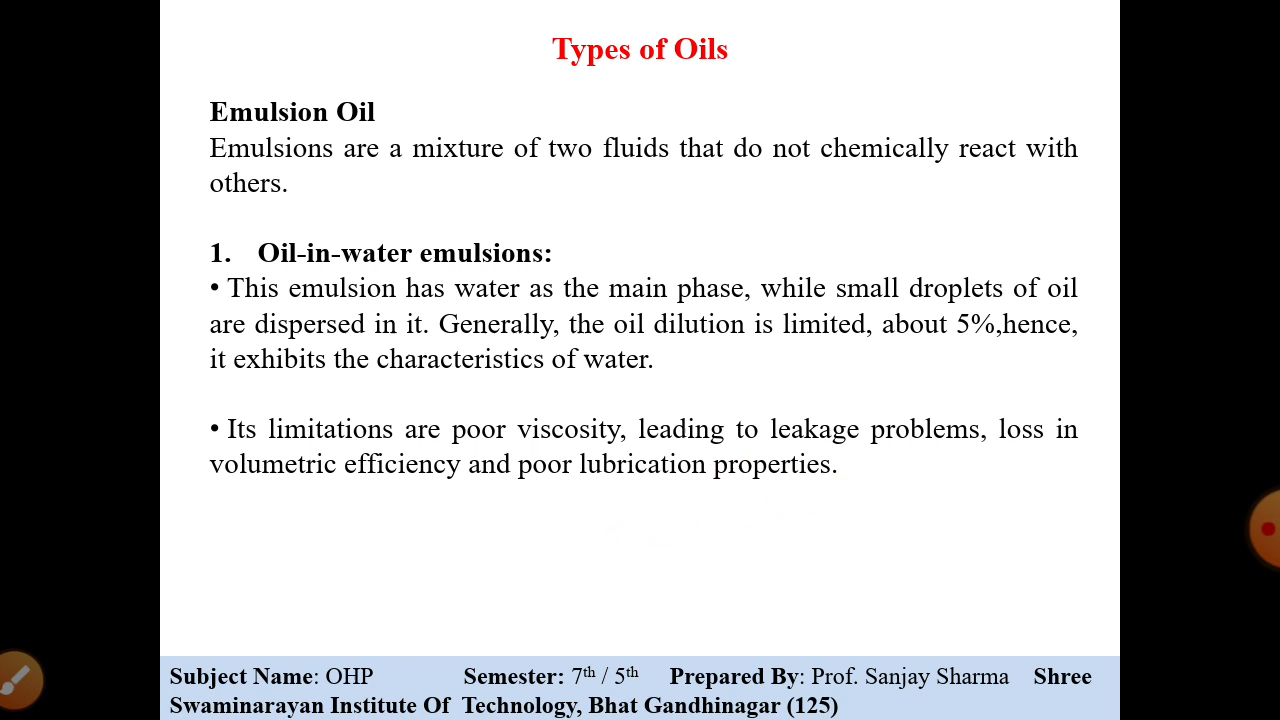 Types of Oils
Emulsion Oil
Emulsions are a mixture of two fluids that do not chemically react with
others.
1. Oil-in-water emulsions:
• This emulsion has water as the main phase, while small droplets of oil
are dispersed in it. Generally, the oil dilution is limited, about 5%,hence,
it exhibits the characteristics of water.
• Its limitations are poor viscosity, leading to leakage problems, loss in
volumetric efficiency and poor lubrication properties.
Subject Name: OHP Semester: 7th / 5th Prepared By: Prof. Sanjay Sharma Shree
Swaminarayan Institute Of Technology, Bhat Gandhinagar (125)